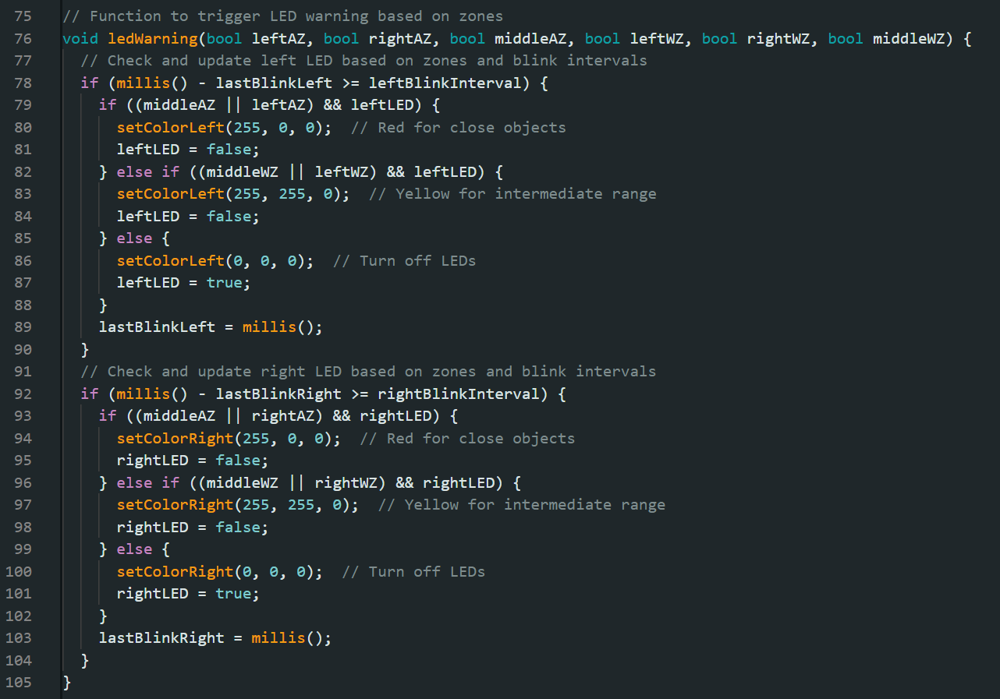 75 // Function to trigger LED warning based on zones
76 void ledWarning(bool leftAZ, bool rightAZ, bool middleAZ, bool leftWZ, bool rightWZ, bool middleWZ) {
77   // Check and update left LED based on zones and blink intervals
78   if (millis() - lastBlinkLeft >= leftBlinkInterval) {
79     if ((middleAZ || leftAZ) && leftLED) {
80       setColorLeft(255, 0, 0);  // Red for close objects
81       leftLED = false;
82     } else if ((middleWZ || leftWZ) && leftLED) {
83       setColorLeft(255, 255, 0);  // Yellow for intermediate range
84       leftLED = false;
85     } else {
86       setColorLeft(0, 0, 0);  // Turn off LEDs
87       leftLED = true;
88     }
89     lastBlinkLeft = millis();
90   }
91   // Check and update right LED based on zones and blink intervals
92   if (millis() - lastBlinkRight >= rightBlinkInterval) {
93     if ((middleAZ || rightAZ) && rightLED) {
94       setColorRight(255, 0, 0);  // Red for close objects
95       rightLED = false;
96     } else if ((middleWZ || rightWZ) && rightLED) {
97       setColorRight(255, 255, 0);  // Yellow for intermediate range
98       rightLED = false;
99     } else {
100       setColorRight(0, 0, 0);  // Turn off LEDs
101       rightLED = true;
102     }
103     lastBlinkRight = millis();
104   }
105 }